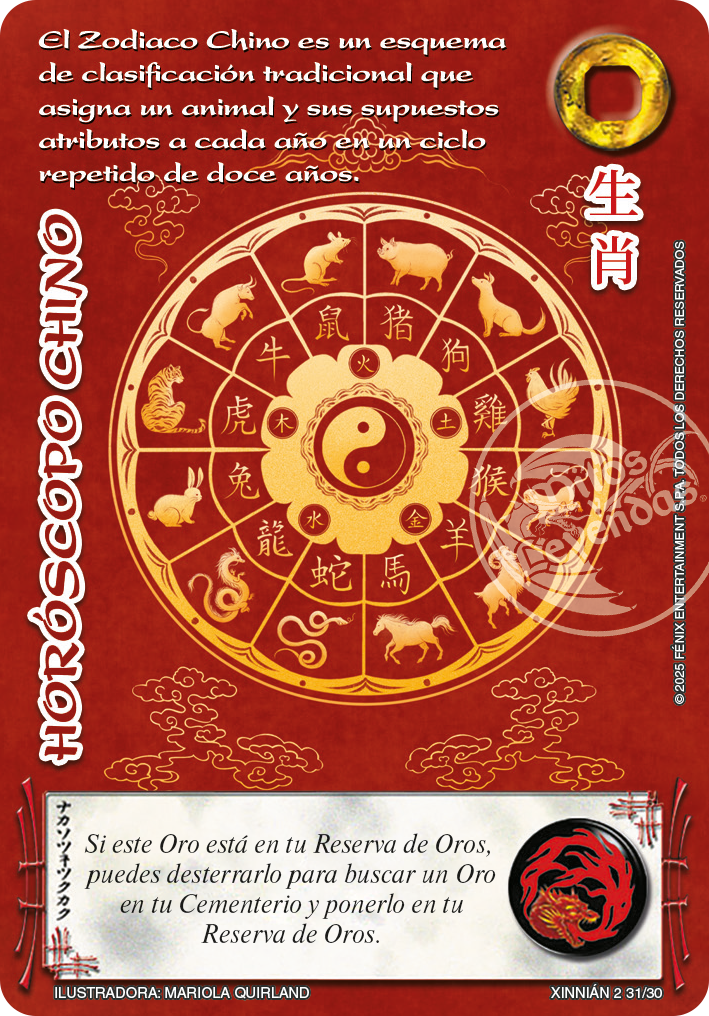 El Zodiaco Chino es un esquema
de clasificación tradicional que
asigna un animal y sus supuestos
atributos a cada año en un ciclo
repetido de doce años.
生肖
HORÓSCOPO CHINO
鼠
猪
狗
雞
猴
羊
馬
蛇
龍
兔
虎
牛
火
土
金
水
木
Mitos
y
Leyendas®
©2025 FÉNIX ENTERTAINMENT S.P.A. TODOS LOS DERECHOS RESERVADOS
ナカソツネツクカク
Si este Oro está en tu Reserva de Oros,
puedes desterrarlo para buscar un Oro
en tu Cementerio y ponerlo en tu
Reserva de Oros.
ILUSTRADORA: MARIOLA QUIRLAND
XINNIÁN 2 31/30